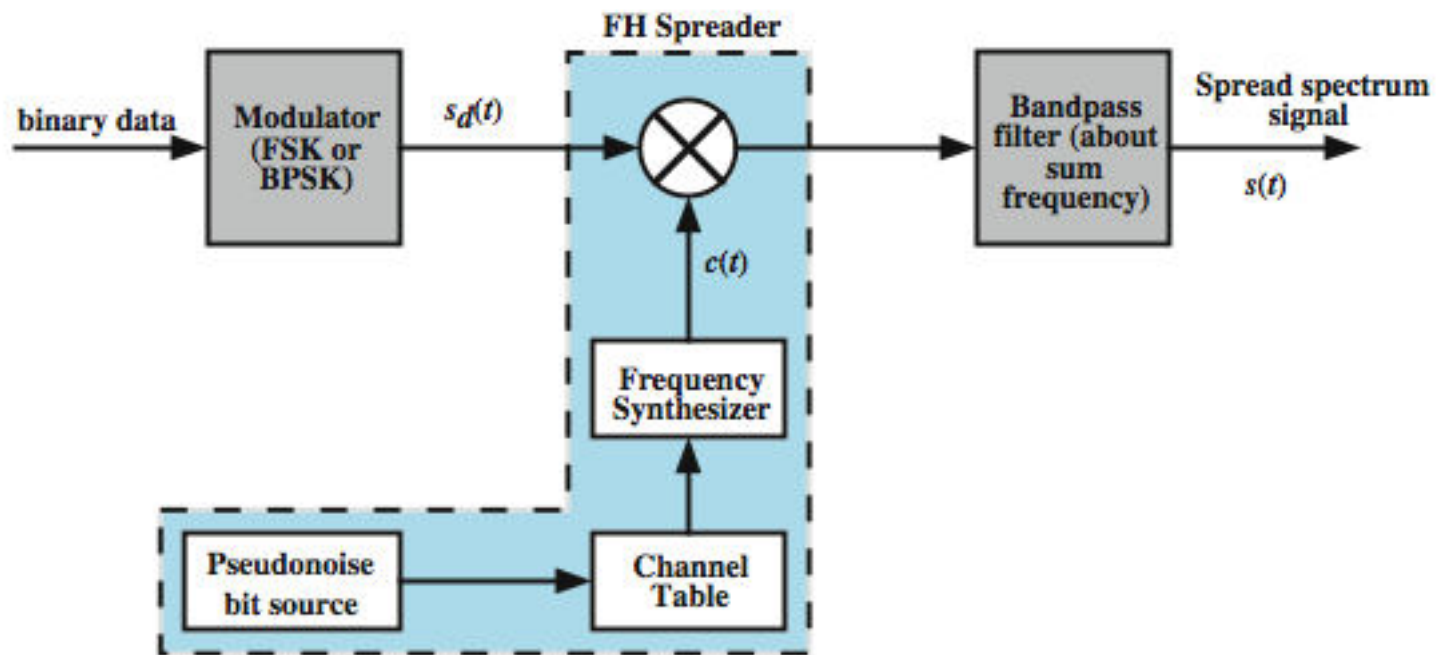 FH Spreader
binary data
Modulator
(FSK or
BPSK)
s_d(t)
Bandpass
filter (about
sum
frequency)
Spread spectrum
signal
s(t)
c(t)
Frequency
Synthesizer
Pseudonoise
bit source
Channel
Table